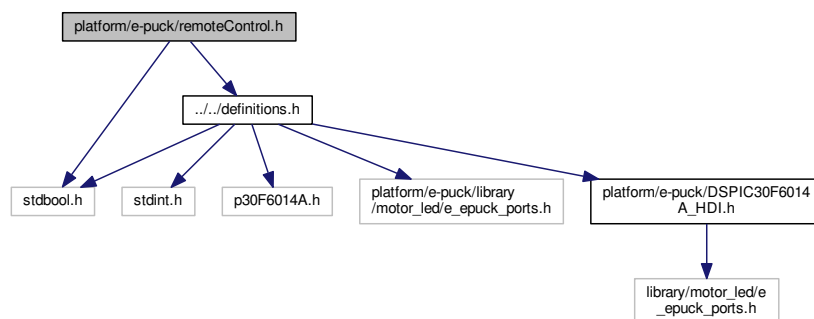 platform/e-puck/remoteControl.h
../../definitions.h
stdbool.h
stdint.h
p30F6014A.h
platform/e-puck/library
/motor_led/e_epuck_ports.h
platform/e-puck/DSPIC30F6014
A_HDI.h
library/motor_led/e
_epuck_ports.h